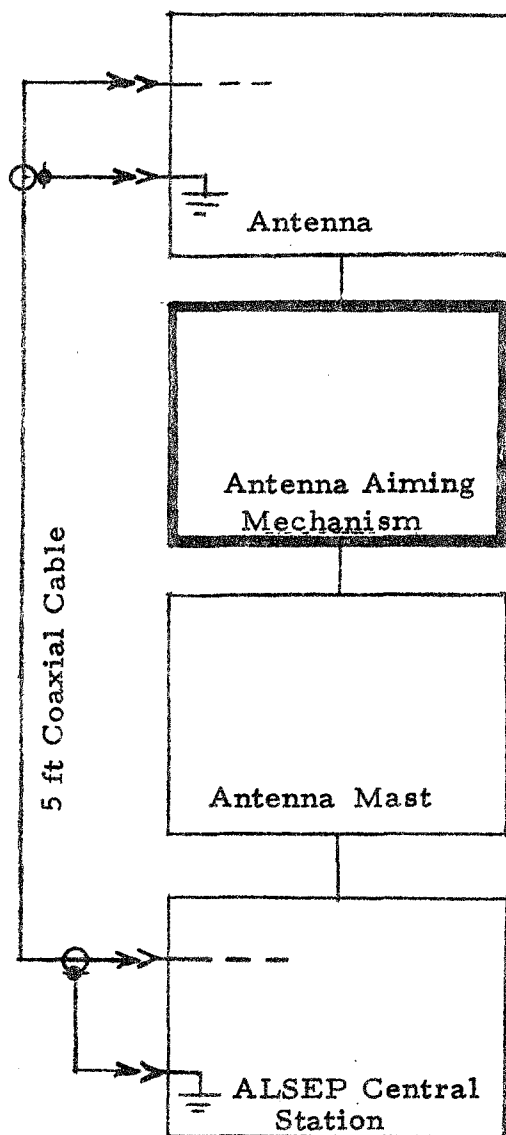 Antenna
Antenna Aiming
Mechanism
5 ft Coaxial Cable
Antenna Mast
ALSEP Central
Station